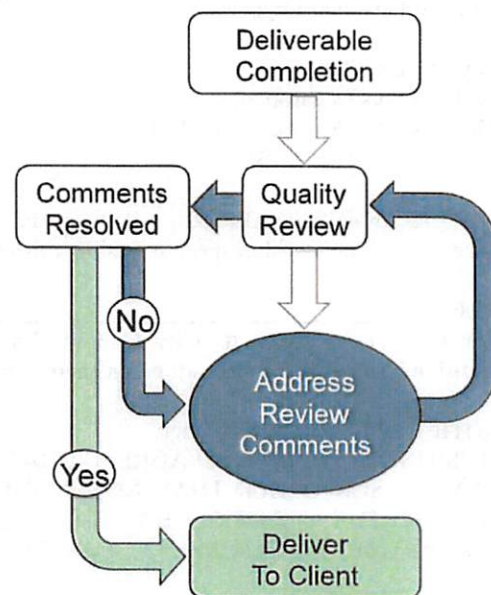 Deliverable
Completion
Comments
Resolved
Quality
Review
No
Address
Review
Comments
Yes
Deliver
To Client